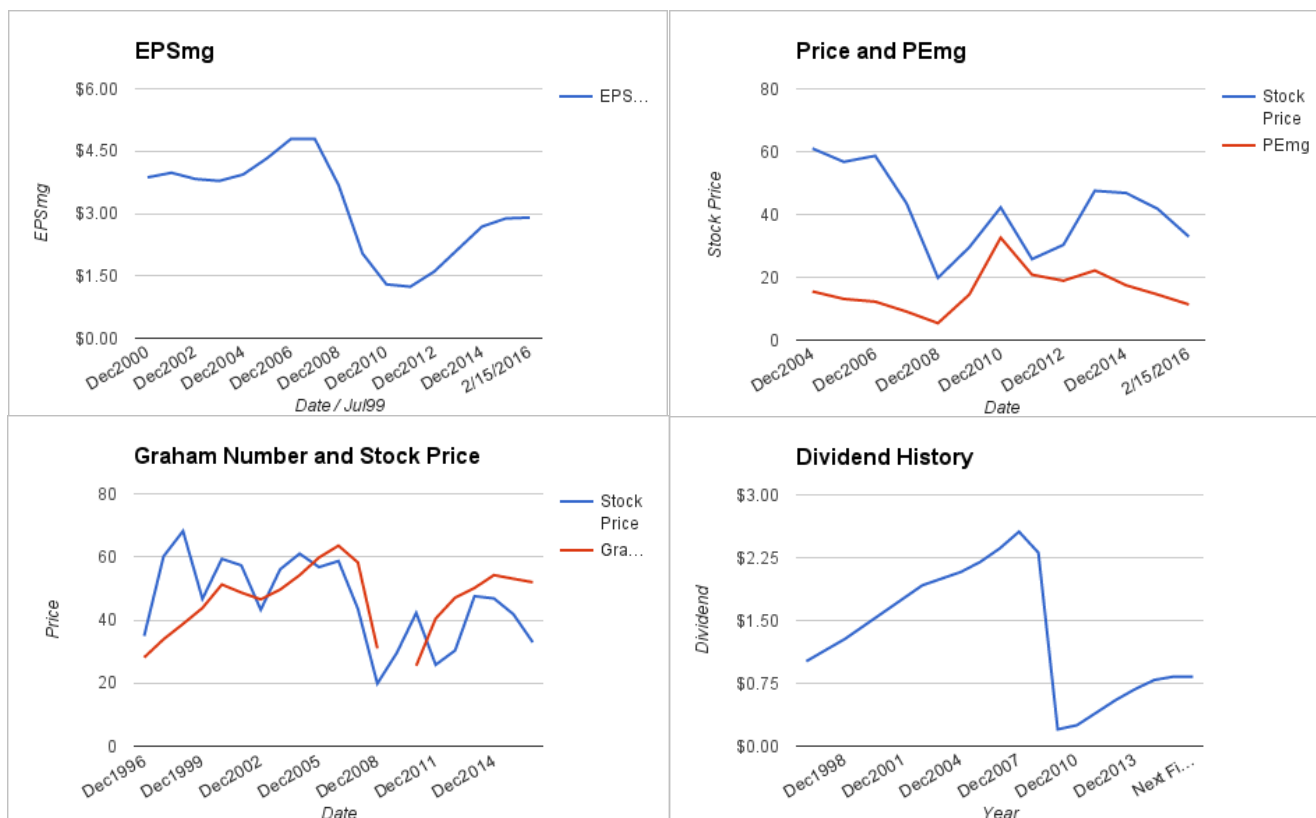 EPSmg
$6.00
$4.50
$3.00
$1.50
$0.00
EPSmg
EPS...
Dec2000
Dec2002
Dec2004
Dec2006
Dec2008
Dec2010
Dec2012
Dec2014
2/15/2016
Date / Jul99
Price and PEmg
80
60
40
20
0
Stock Price
Stock
Price
PEmg
Dec2004
Dec2006
Dec2008
Dec2010
Dec2012
Dec2014
2/15/2016
Date
Graham Number and Stock Price
80
60
40
20
0
Price
Stock
Price
Gra...
Dec1996
Dec1999
Dec2002
Dec2005
Dec2008
Dec2011
Dec2014
Date
Dividend History
$3.00
$2.25
$1.50
$0.75
$0.00
Dividend
Dec1998
Dec2001
Dec2004
Dec2007
Dec2010
Dec2013
Next Fi...
Year